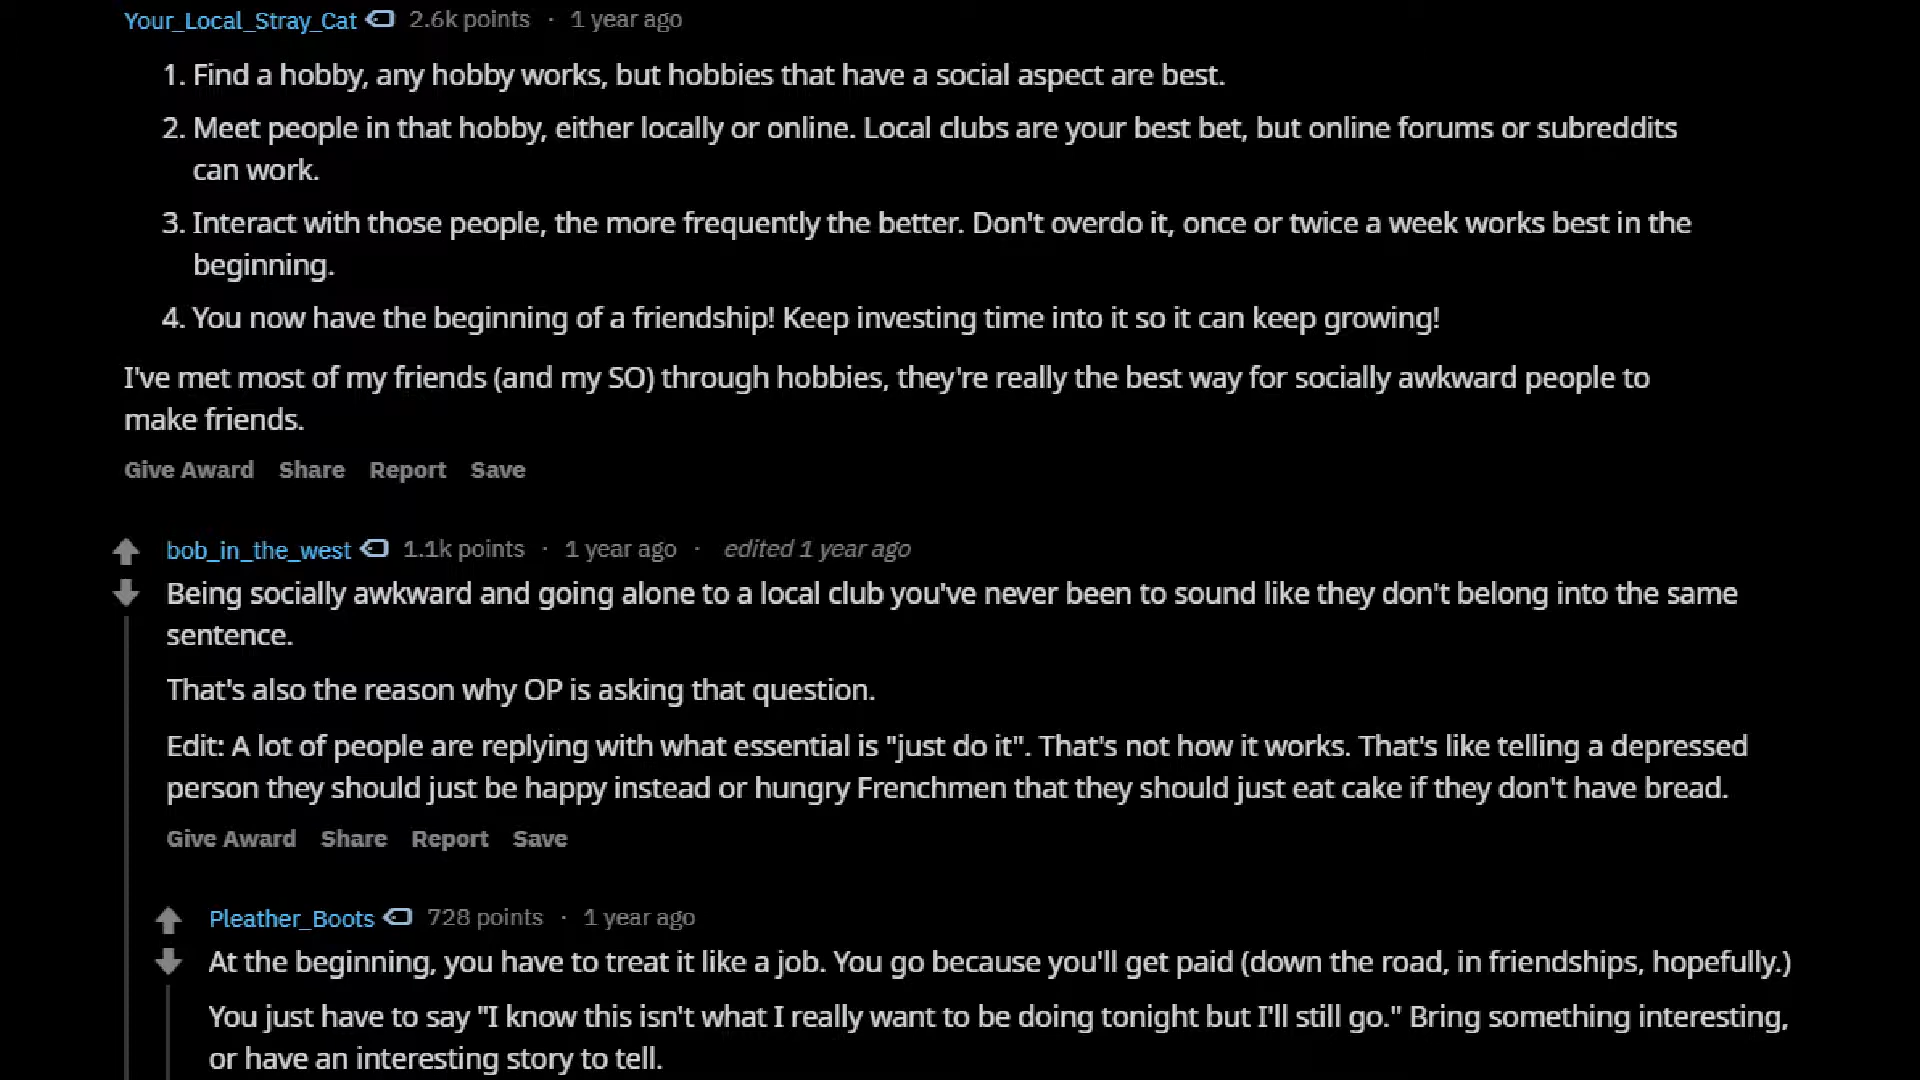 Your_Local_Stray_Cat 2.6k points · 1 year ago
1. Find a hobby, any hobby works, but hobbies that have a social aspect are best.
2. Meet people in that hobby, either locally or online. Local clubs are your best bet, but online forums or subreddits
can work.
3. Interact with those people, the more frequently the better. Don't overdo it, once or twice a week works best in the
beginning.
4. You now have the beginning of a friendship! Keep investing time into it so it can keep growing!
I've met most of my friends (and my SO) through hobbies, they're really the best way for socially awkward people to
make friends.
Give Award Share Report Save
bob_in_the_west 1.1k points · 1 year ago · edited 1 year ago
Being socially awkward and going alone to a local club you've never been to sound like they don't belong into the same
sentence.
That's also the reason why OP is asking that question.
Edit: A lot of people are replying with what essential is "just do it". That's not how it works. That's like telling a depressed
person they should just be happy instead or hungry Frenchmen that they should just eat cake if they don't have bread.
Give Award Share Report Save
Pleather_Boots 728 points · 1 year ago
At the beginning, you have to treat it like a job. You go because you'll get paid (down the road, in friendships, hopefully.)
You just have to say "I know this isn't what I really want to be doing tonight but I'll still go." Bring something interesting,
or have an interesting story to tell.